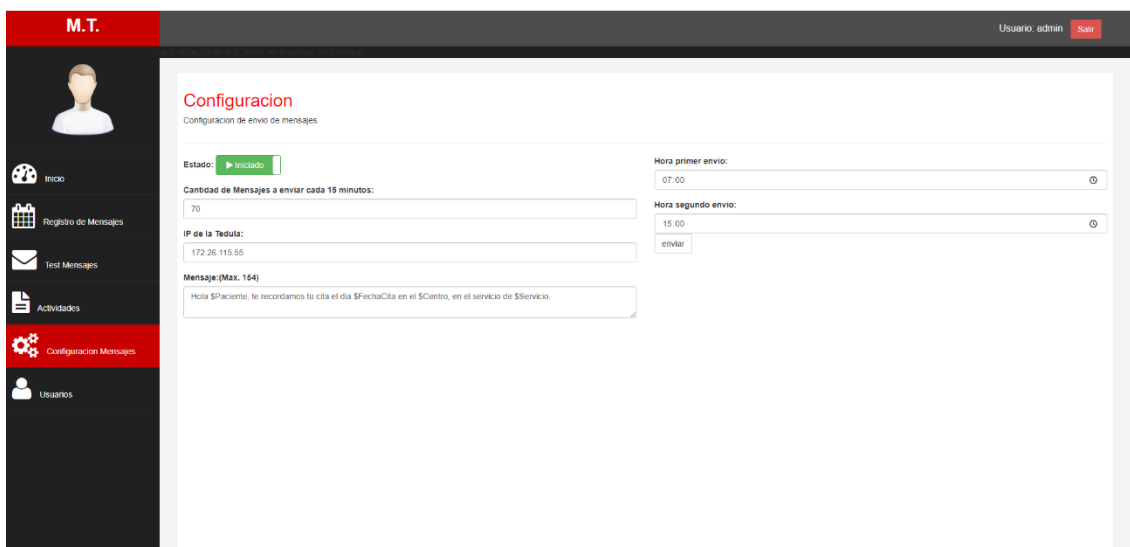 M.T.
Usuario: admin Salir
Configuracion
Configuracion de envio de mensajes.
Inicio
Registro de Mensajes
Test Mensajes
Actividades
Configuracion Mensajes
Usuarios
Estado: Iniciado
Cantidad de Mensajes a enviar cada 15 minutos:
70
IP de la Tedula:
172.26.115.55
Mensaje:(Max. 154)
Hola $Paciente, te recordamos tu cita el dia $FechaCita en el $Centro, en el servicio de $Servicio.
Hora primer envio:
07:00
Hora segundo envio:
15:00
enviar